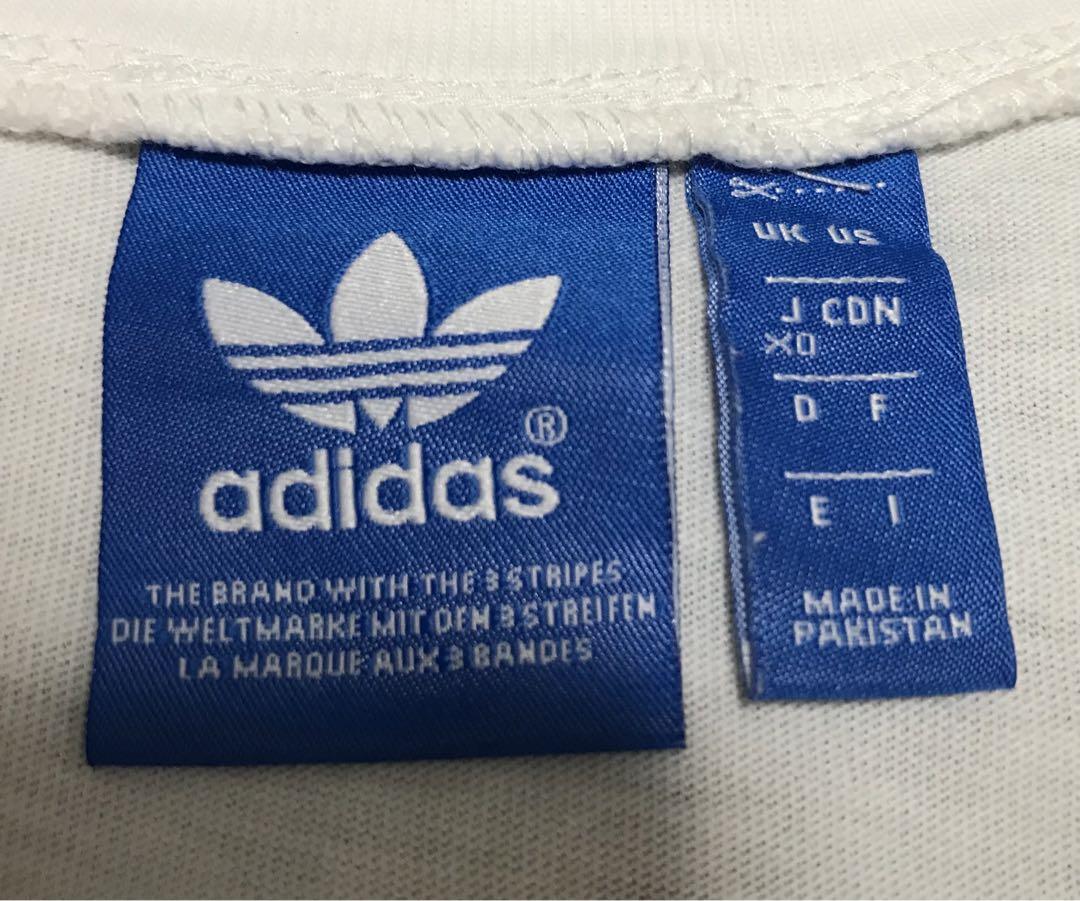 adidas®
THE BRAND WITH THE 3 STRIPES
DIE WELTMARKE MIT DEN 3 STREIFEN
LA MARQUE AUX 3 BANDES
UK US
J CDN
XO
D F
E I
MADE IN
PAKISTAN